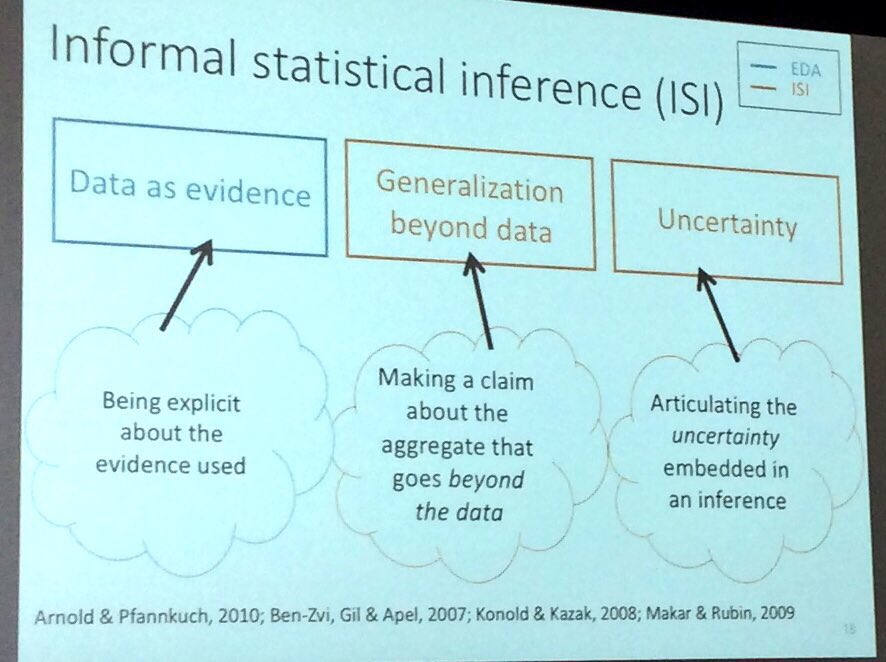 Informal statistical inference (ISI)
EDA
ISI
Data as evidence
Generalization
beyond data
Uncertainty
Being explicit
about the
evidence used
Making a claim
about the
aggregate that
goes beyond
the data
Articulating the
uncertainty
embedded in
an inference
Arnold & Pfannkuch, 2010; Ben-Zvi, Gil & Apel, 2007; Konold & Kazak, 2008; Makar & Rubin, 2009